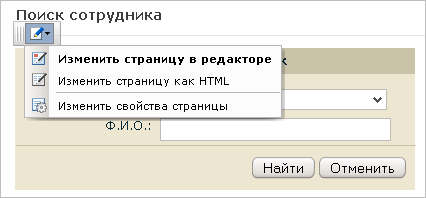 Поиск сотрудника
Изменить страницу в редакторе
к
Изменить страницу как HTML
Изменить свойства страницы
Ф.И.О.:
Найти
Отменить